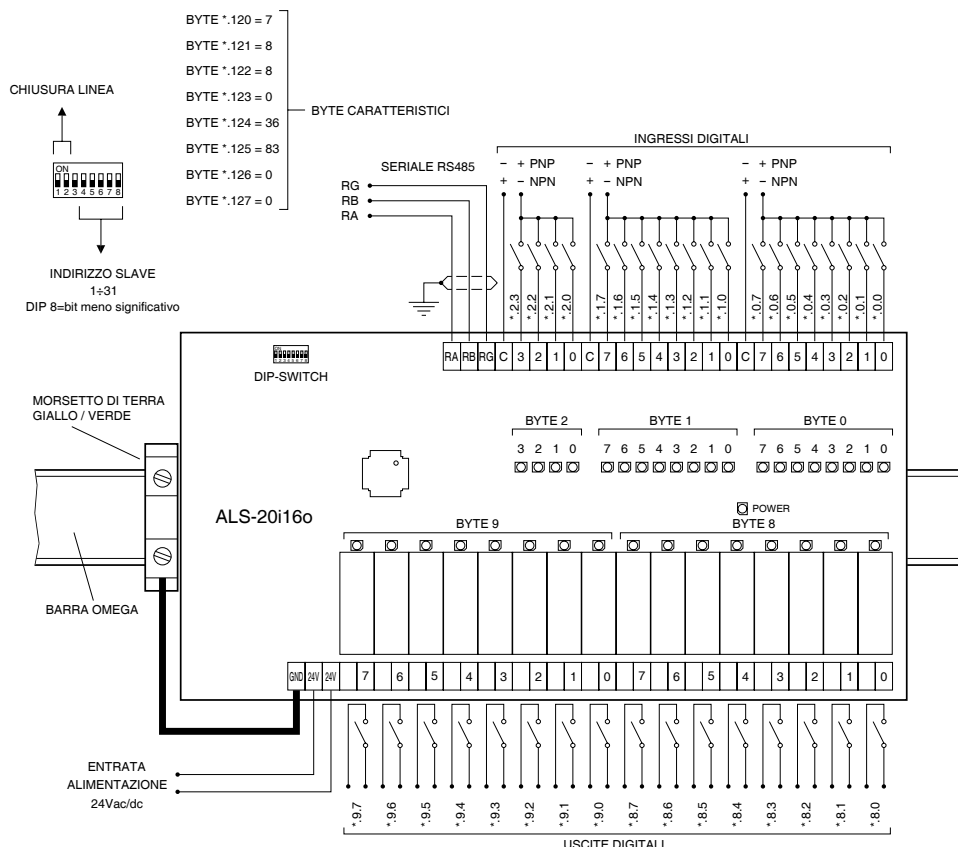 BYTE *.120 = 7
BYTE *.121 = 8
BYTE *.122 = 8
BYTE *.123 = 0
BYTE *.124 = 36
BYTE *.125 = 83
BYTE *.126 = 0
BYTE *.127 = 0
BYTE CARATTERISTICI
CHIUSURA LINEA
ON
1 2 3 4 5 6 7 8
INDIRIZZO SLAVE
1÷31
DIP 8=bit meno significativo
INGRESSI DIGITALI
SERIALE RS485
RG
RB
RA
− + PNP
+ − NPN
− + PNP
+ − NPN
− + PNP
+ − NPN
*.2.3 *.2.2 *.2.1 *.2.0 *.1.7 *.1.6 *.1.5 *.1.4 *.1.3 *.1.2 *.1.1 *.1.0 *.0.7 *.0.6 *.0.5 *.0.4 *.0.3 *.0.2 *.0.1 *.0.0
RA RB RG C 3 2 1 0 C 7 6 5 4 3 2 1 0 C 7 6 5 4 3 2 1 0
ON
1 2 3 4 5 6 7 8
DIP-SWITCH
MORSETTO DI TERRA
GIALLO / VERDE
BYTE 2 BYTE 1 BYTE 0
3 2 1 0 7 6 5 4 3 2 1 0 7 6 5 4 3 2 1 0
POWER
ALS-20i16o
BYTE 9 BYTE 8
BARRA OMEGA
GND 24V 24V 7 6 5 4 3 2 1 0 7 6 5 4 3 2 1 0
ENTRATA
ALIMENTAZIONE
24Vac/dc
*.9.7 *.9.6 *.9.5 *.9.4 *.9.3 *.9.2 *.9.1 *.9.0 *.8.7 *.8.6 *.8.5 *.8.4 *.8.3 *.8.2 *.8.1 *.8.0
USCITE DIGITALI